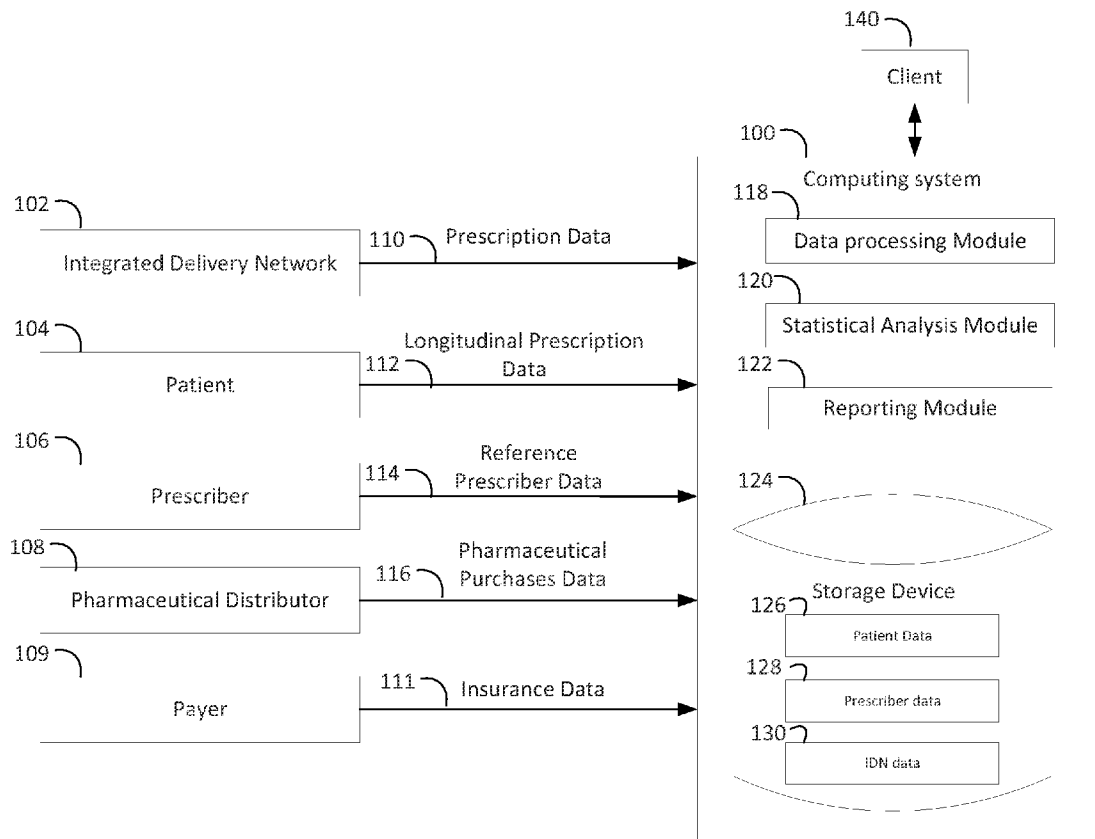 140
Client
100
Computing system
102
Integrated Delivery Network
110
Prescription Data
118
Data processing Module
104
Patient
112
Longitudinal Prescription
Data
120
Statistical Analysis Module
122
Reporting Module
106
Prescriber
114
Reference
Prescriber Data
124
108
Pharmaceutical Distributor
116
Pharmaceutical
Purchases Data
Storage Device
126
Patient Data
109
Payer
111
Insurance Data
128
Prescriber data
130
IDN data